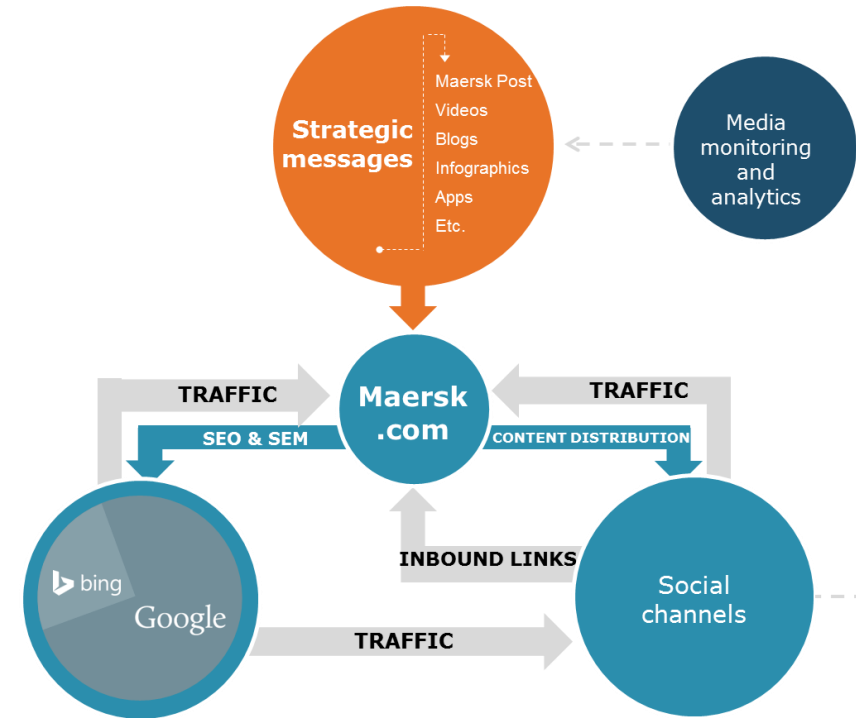 Strategic
messages
Maersk Post
Videos
Blogs
Infographics
Apps
Etc.
Media
monitoring
and
analytics
TRAFFIC
Maersk
.com
TRAFFIC
SEO & SEM
CONTENT DISTRIBUTION
INBOUND LINKS
bing
Google
Social
channels
TRAFFIC